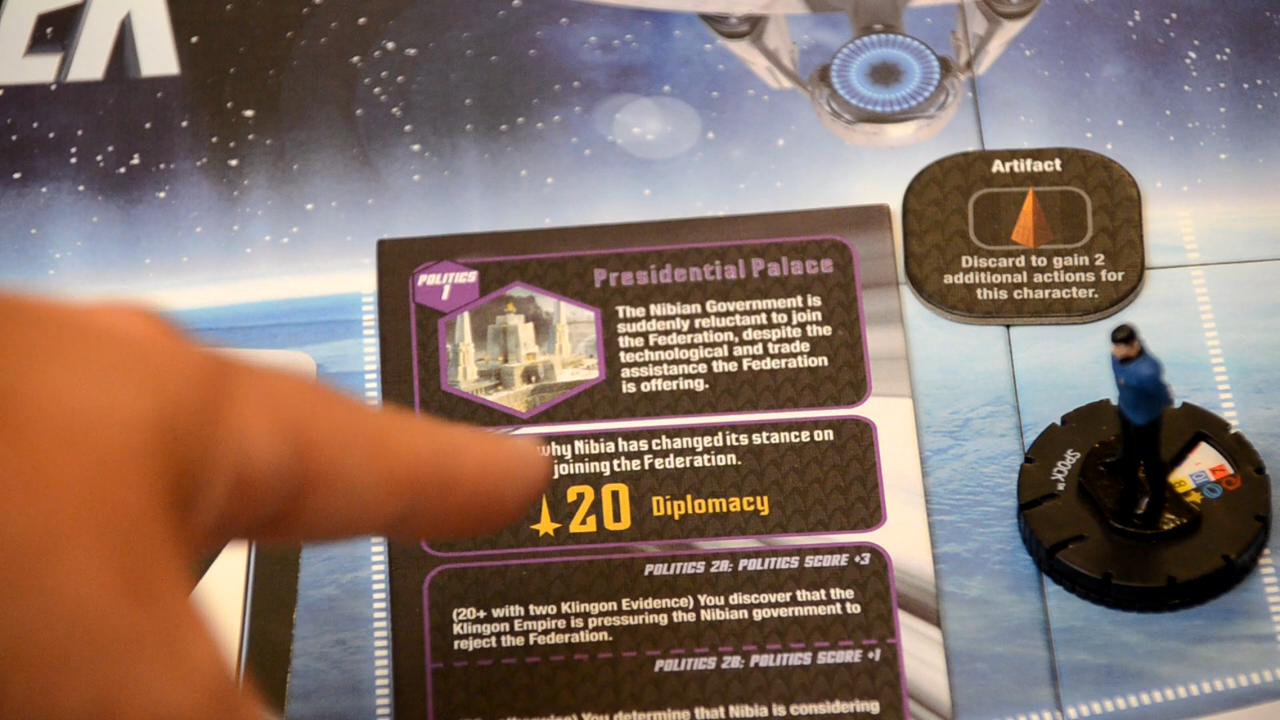 Artifact
Discard to gain 2
additional actions for
this character.
POLITICS
1
Presidential Palace
The Nibian Government is
suddenly reluctant to join
the Federation, despite the
technological and trade
assistance the Federation
is offering.
why Nibia has changed its stance on
joining the Federation.
20 Diplomacy
SPOCK™
POLITICS 2A: POLITICS SCORE +3
(20+ with two Klingon Evidence) You discover that the
Klingon Empire is pressuring the Nibian government to
reject the Federation.
POLITICS 2B: POLITICS SCORE +1
You determine that Nibia is considering